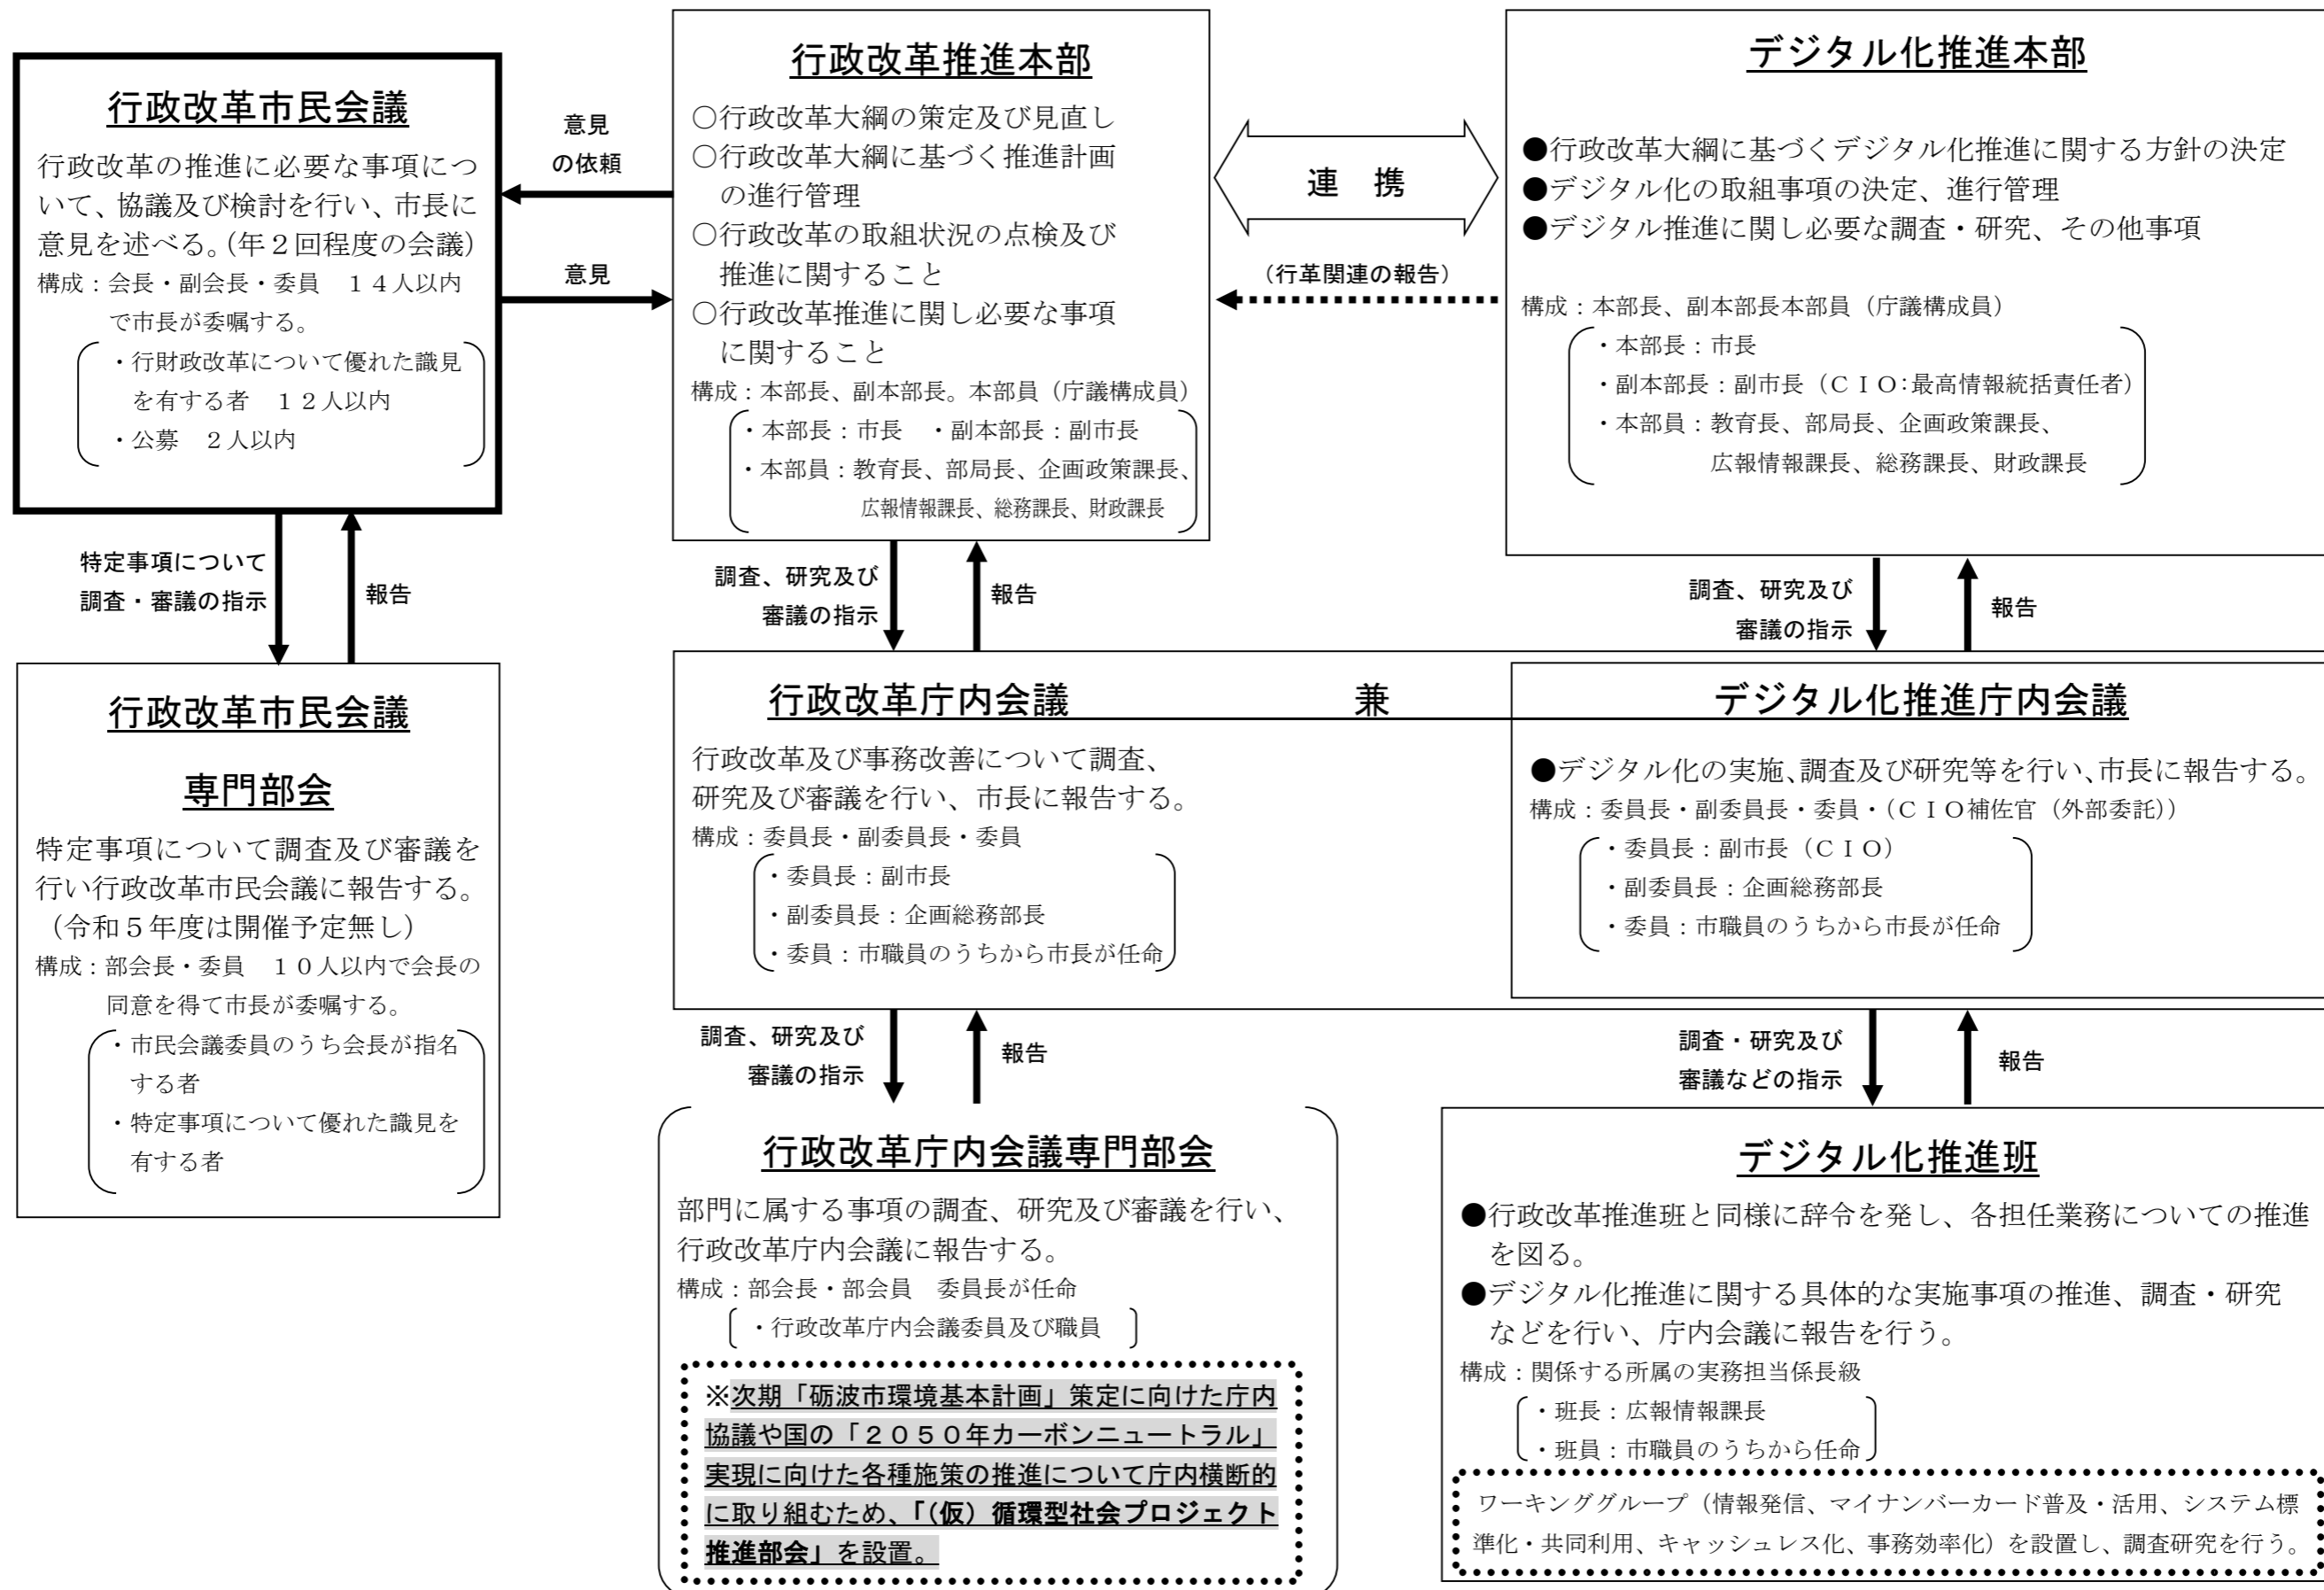 行政改革市民会議
行政改革の推進に必要な事項につ
いて、協議及び検討を行い、市長に
意見を述べる。（年２回程度の会議）
構成：会長・副会長・委員　１４人以内
で市長が委嘱する。
・行財政改革について優れた識見
を有する者　１２人以内
・公募　２人以内
意見
の依頼
意見
行政改革推進本部
○行政改革大綱の策定及び見直し
○行政改革大綱に基づく推進計画
の進行管理
○行政改革の取組状況の点検及び
推進に関すること
○行政改革推進に関し必要な事項
に関すること
構成：本部長、副本部長。本部員（庁議構成員）
・本部長：市長　・副本部長：副市長
・本部員：教育長、部局長、企画政策課長、
広報情報課長、総務課長、財政課長
連　携
（行革関連の報告）
デジタル化推進本部
●行政改革大綱に基づくデジタル化推進に関する方針の決定
●デジタル化の取組事項の決定、進行管理
●デジタル推進に関し必要な調査・研究、その他事項
構成：本部長、副本部長本部員（庁議構成員）
・本部長：市長
・副本部長：副市長（ＣＩＯ：最高情報統括責任者）
・本部員：教育長、部局長、企画政策課長、
広報情報課長、総務課長、財政課長
特定事項について
調査・審議の指示
報告
調査、研究及び
審議の指示
報告
調査、研究及び
審議の指示
報告
行政改革市民会議
専門部会
特定事項について調査及び審議を
行い行政改革市民会議に報告する。
（令和５年度は開催予定無し）
構成：部会長・委員　１０人以内で会長の
同意を得て市長が委嘱する。
・市民会議委員のうち会長が指名
する者
・特定事項について優れた識見を
有する者
行政改革庁内会議　兼　デジタル化推進庁内会議
行政改革及び事務改善について調査、
研究及び審議を行い、市長に報告する。
構成：委員長・副委員長・委員
・委員長：副市長
・副委員長：企画総務部長
・委員：市職員のうちから市長が任命
●デジタル化の実施、調査及び研究等を行い、市長に報告する。
構成：委員長・副委員長・委員・（ＣＩＯ補佐官（外部委託））
・委員長：副市長（ＣＩＯ）
・副委員長：企画総務部長
・委員：市職員のうちから市長が任命
調査、研究及び
審議の指示
報告
調査・研究及び
審議などの指示
報告
行政改革庁内会議専門部会
部門に属する事項の調査、研究及び審議を行い、
行政改革庁内会議に報告する。
構成：部会長・部会員　委員長が任命
・行政改革庁内会議委員及び職員
※次期「砺波市環境基本計画」策定に向けた庁内
協議や国の「２０５０年カーボンニュートラル」
実現に向けた各種施策の推進について庁内横断的
に取り組むため、「（仮）循環型社会プロジェクト
推進部会」を設置。
デジタル化推進班
●行政改革推進班と同様に辞令を発し、各担任業務についての推進
を図る。
●デジタル化推進に関する具体的な実施事項の推進、調査・研究
などを行い、庁内会議に報告を行う。
構成：関係する所属の実務担当係長級
・班長：広報情報課長
・班員：市職員のうちから任命
ワーキンググループ（情報発信、マイナンバーカード普及・活用、システム標
準化・共同利用、キャッシュレス化、事務効率化）を設置し、調査研究を行う。